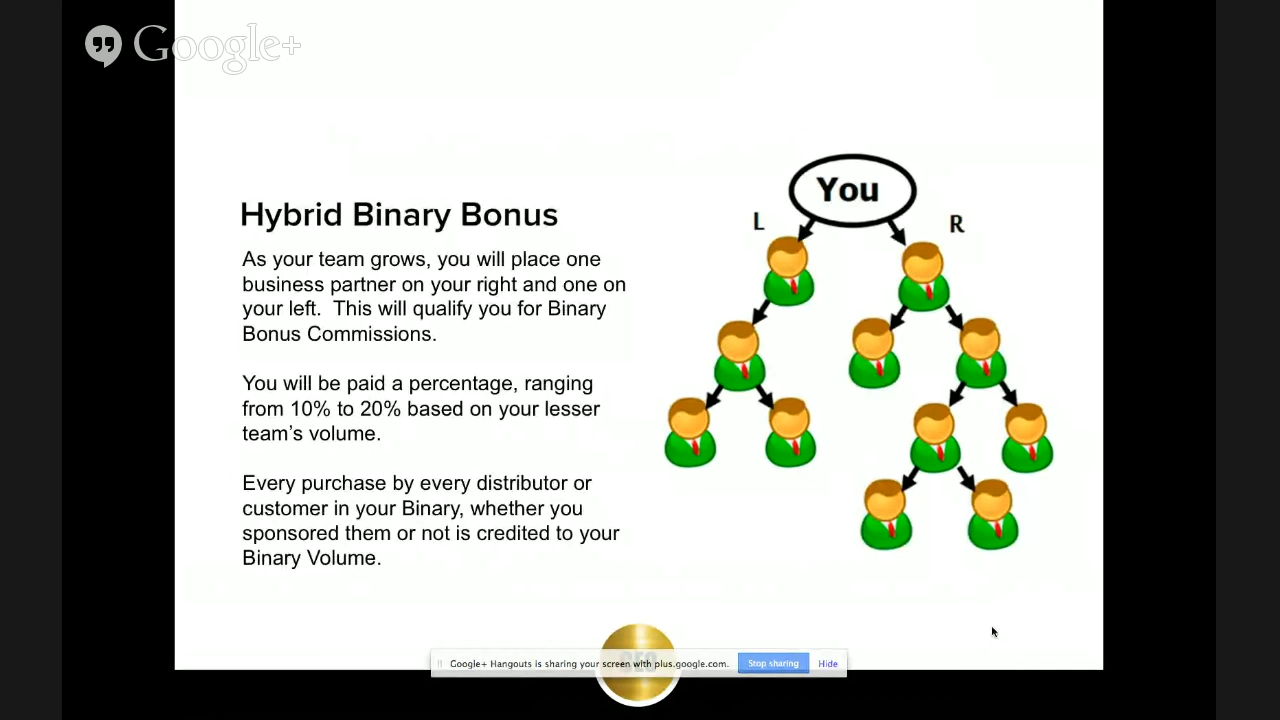 Google+
You
L
R
Hybrid Binary Bonus
As your team grows, you will place one
business partner on your right and one on
your left.  This will qualify you for Binary
Bonus Commissions.
You will be paid a percentage, ranging
from 10% to 20% based on your lesser
team's volume.
Every purchase by every distributor or
customer in your Binary, whether you
sponsored them or not is credited to your
Binary Volume.
Google+ Hangouts is sharing your screen with plus.google.com.
Stop sharing
Hide